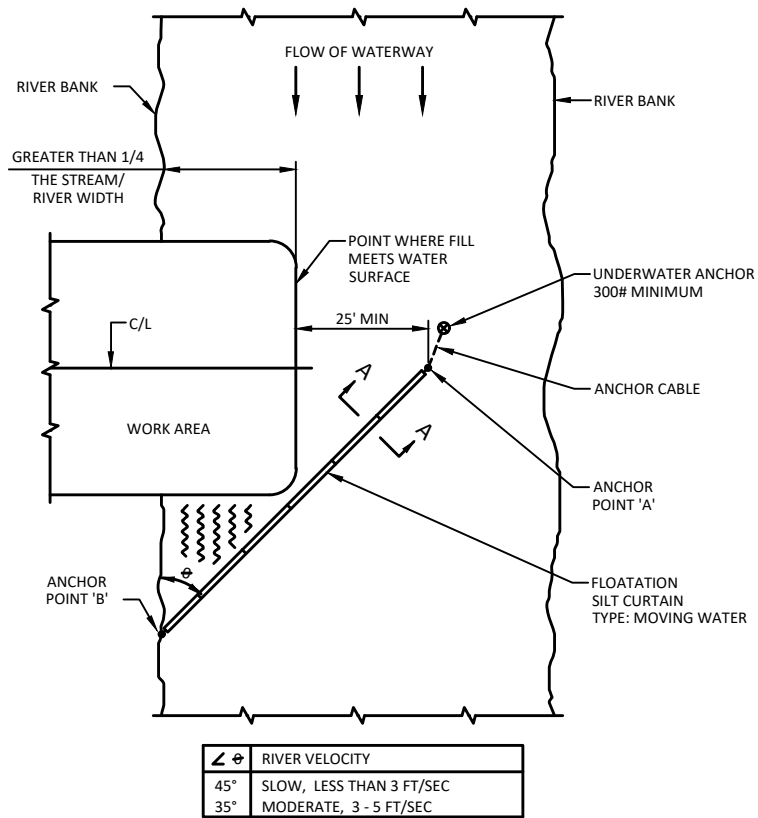 FLOW OF WATERWAY
RIVER BANK
RIVER BANK
GREATER THAN 1/4
THE STREAM/
RIVER WIDTH
POINT WHERE FILL
MEETS WATER
SURFACE
UNDERWATER ANCHOR
300# MINIMUM
25' MIN
C/L
ANCHOR CABLE
A
WORK AREA
A
ANCHOR
POINT 'A'
θ
ANCHOR
POINT 'B'
FLOATATION
SILT CURTAIN
TYPE: MOVING WATER
∠ θ RIVER VELOCITY
45° SLOW, LESS THAN 3 FT/SEC
35° MODERATE, 3 - 5 FT/SEC